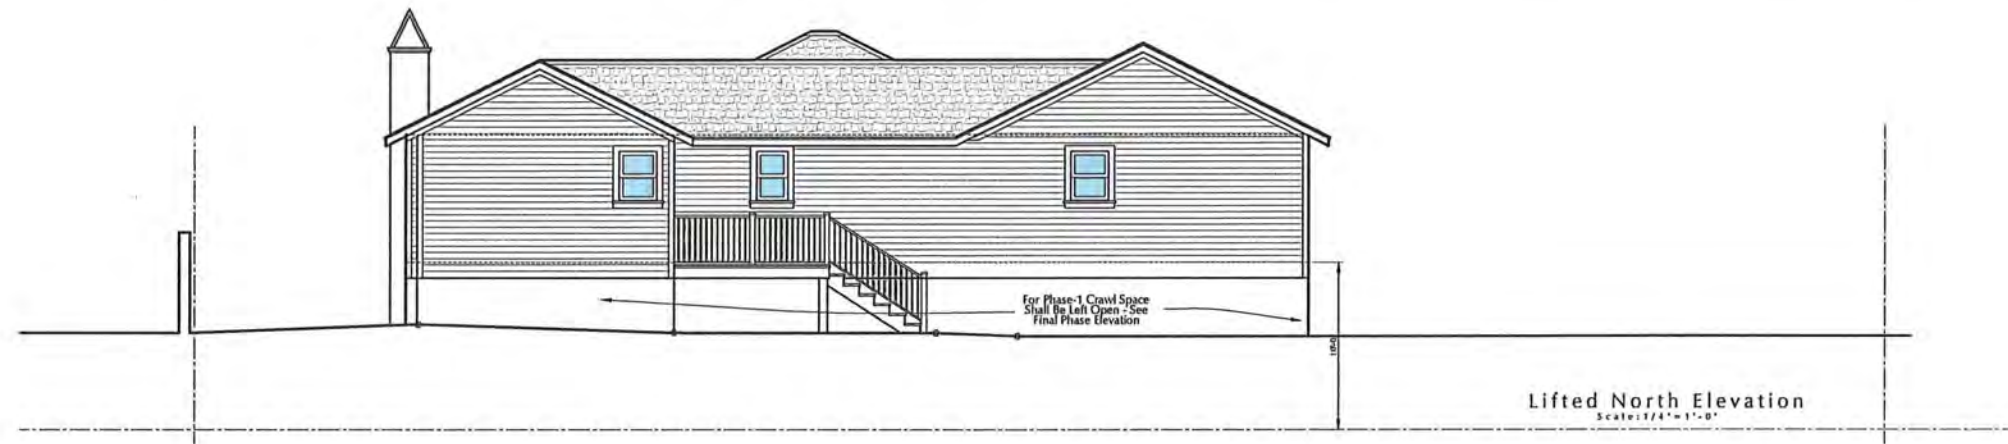 For Phase-1 Crawl Space
Shall Be Left Open - See
Final Phase Elevation
Lifted North Elevation
Scale: 1/4" = 1'-0"